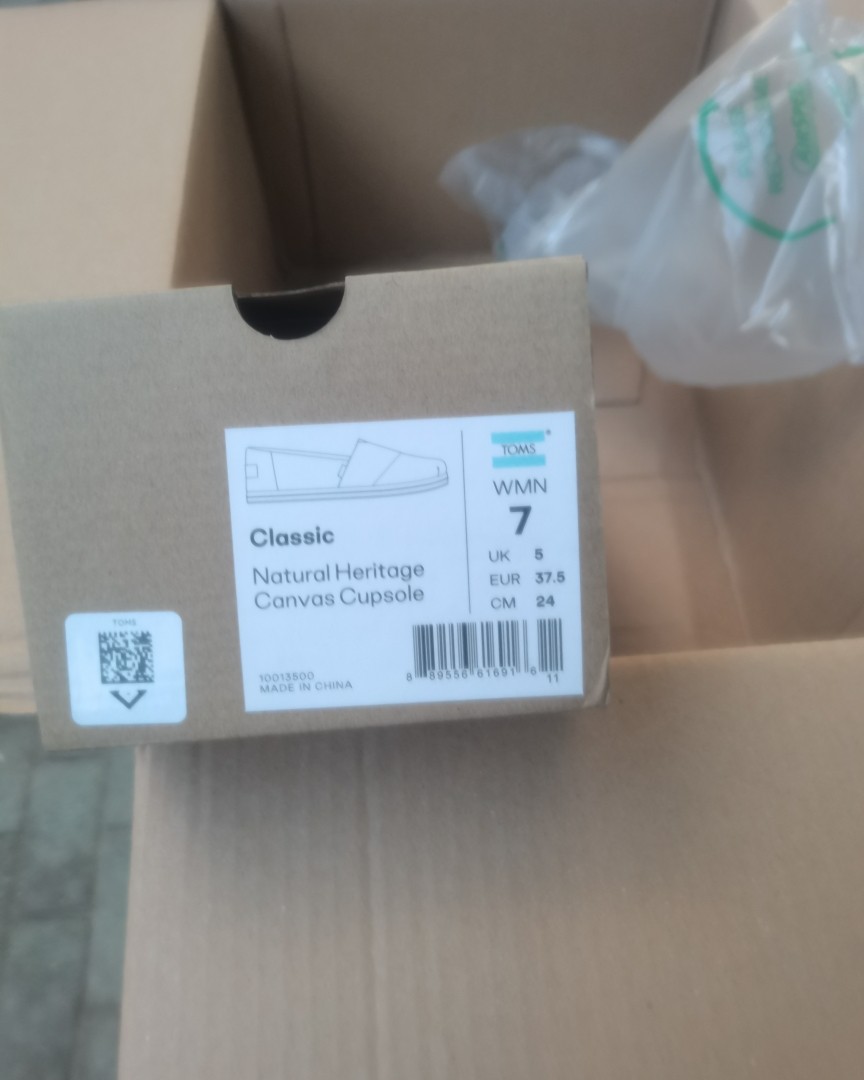 TOMS
WMN
7
UK 5
EUR 37.5
CM 24
Classic
Natural Heritage
Canvas Cupsole
10013500
MADE IN CHINA
8 89556 61691 6 11
TOMS